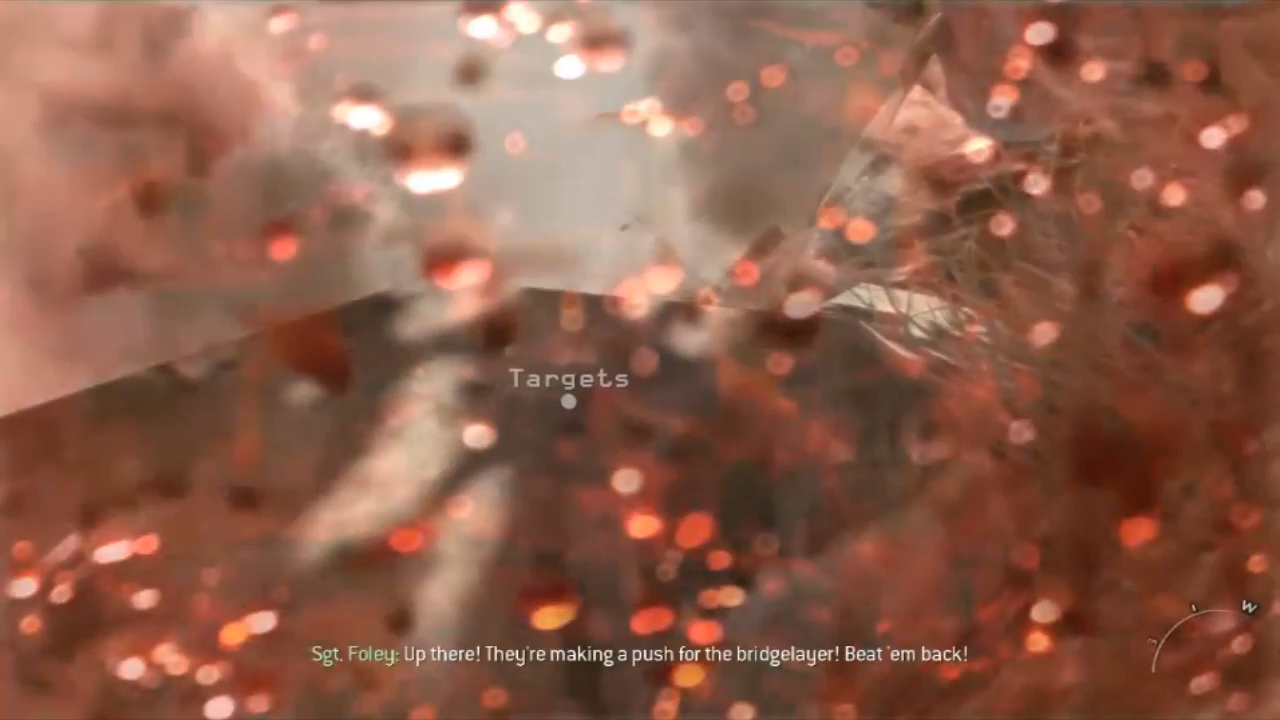 Targets
Sgt. Foley: Up there! They're making a push for the bridgelayer! Beat 'em back!
W